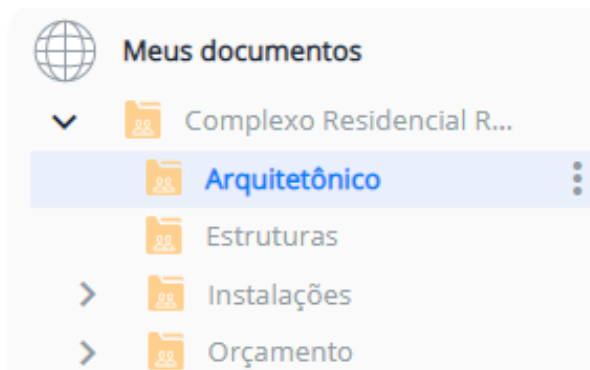 Meus documentos
Complexo Residencial R...
Arquitetônico
Estruturas
Instalações
Orçamento